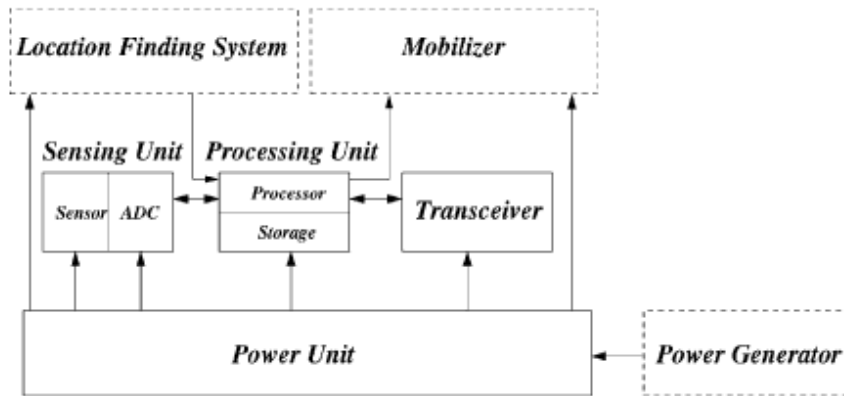 Location Finding System
Mobilizer
Sensing Unit
Processing Unit
Sensor
ADC
Processor
Storage
Transceiver
Power Unit
Power Generator